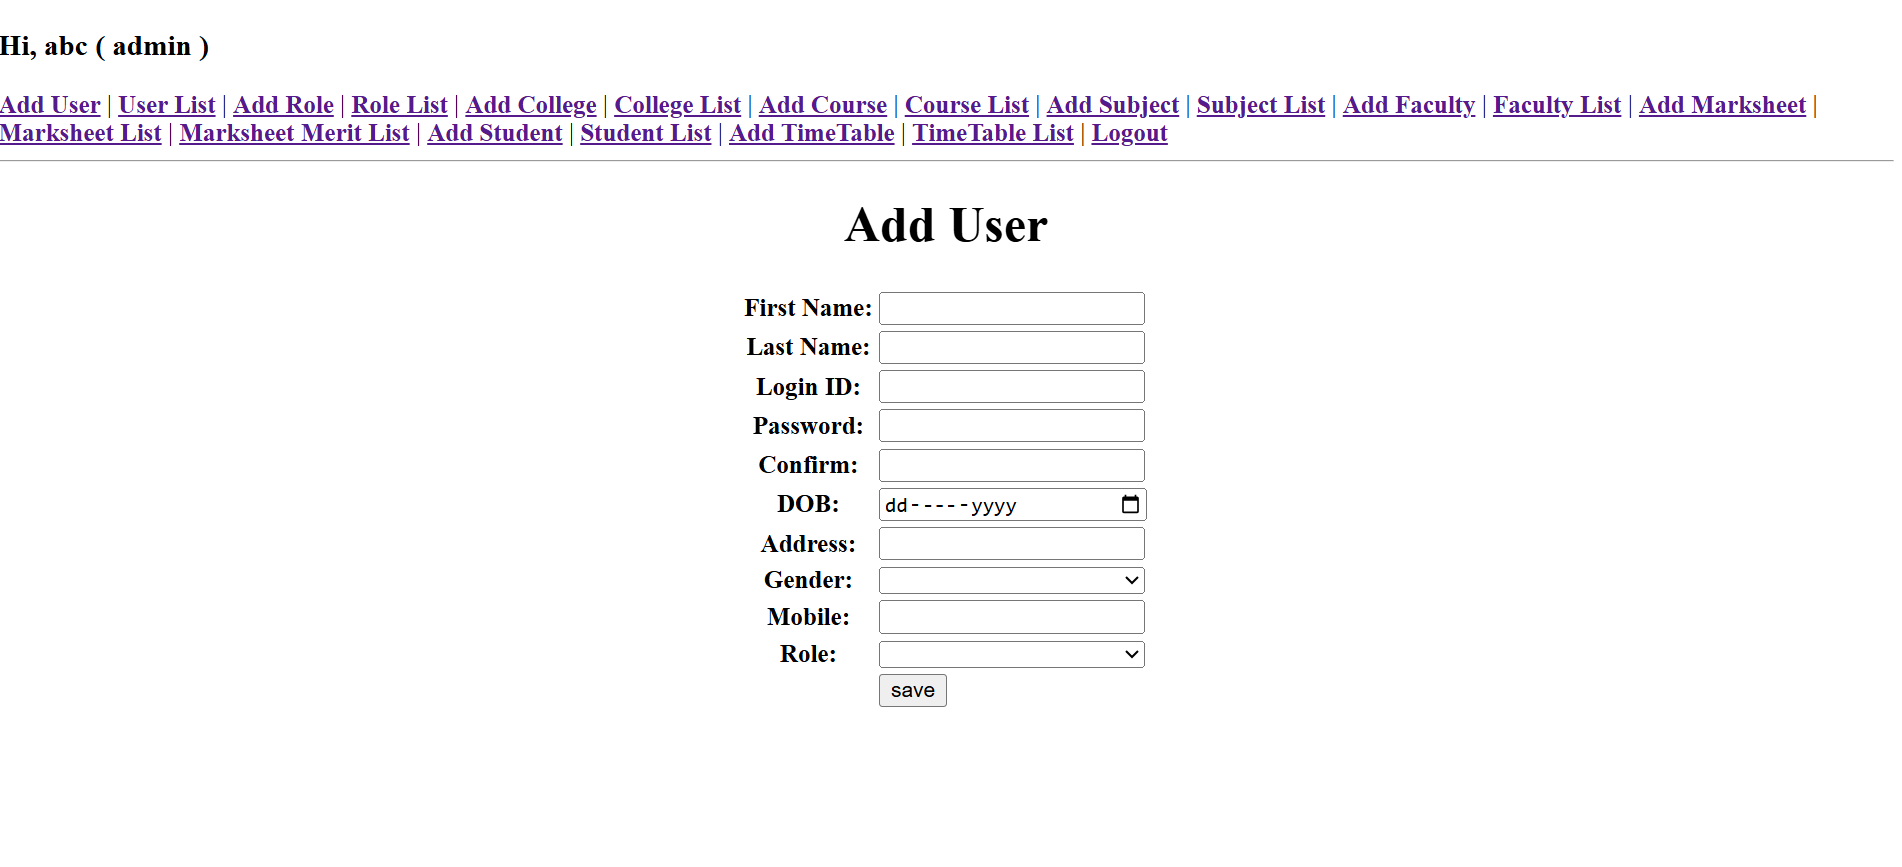 Hi, abc ( admin )
Add User | User List | Add Role | Role List | Add College | College List | Add Course | Course List | Add Subject | Subject List | Add Faculty | Faculty List | Add Marksheet |
Marksheet List | Marksheet Merit List | Add Student | Student List | Add TimeTable | TimeTable List | Logout
Add User
First Name:
Last Name:
Login ID:
Password:
Confirm:
DOB: dd-----yyyy
Address:
Gender:
Mobile:
Role:
save